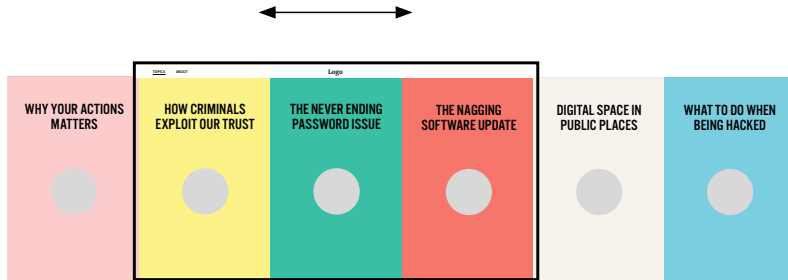 TOPICS ABOUT Logo
WHY YOUR ACTIONS
MATTERS
HOW CRIMINALS
EXPLOIT OUR TRUST
THE NEVER ENDING
PASSWORD ISSUE
THE NAGGING
SOFTWARE UPDATE
DIGITAL SPACE IN
PUBLIC PLACES
WHAT TO DO WHEN
BEING HACKED